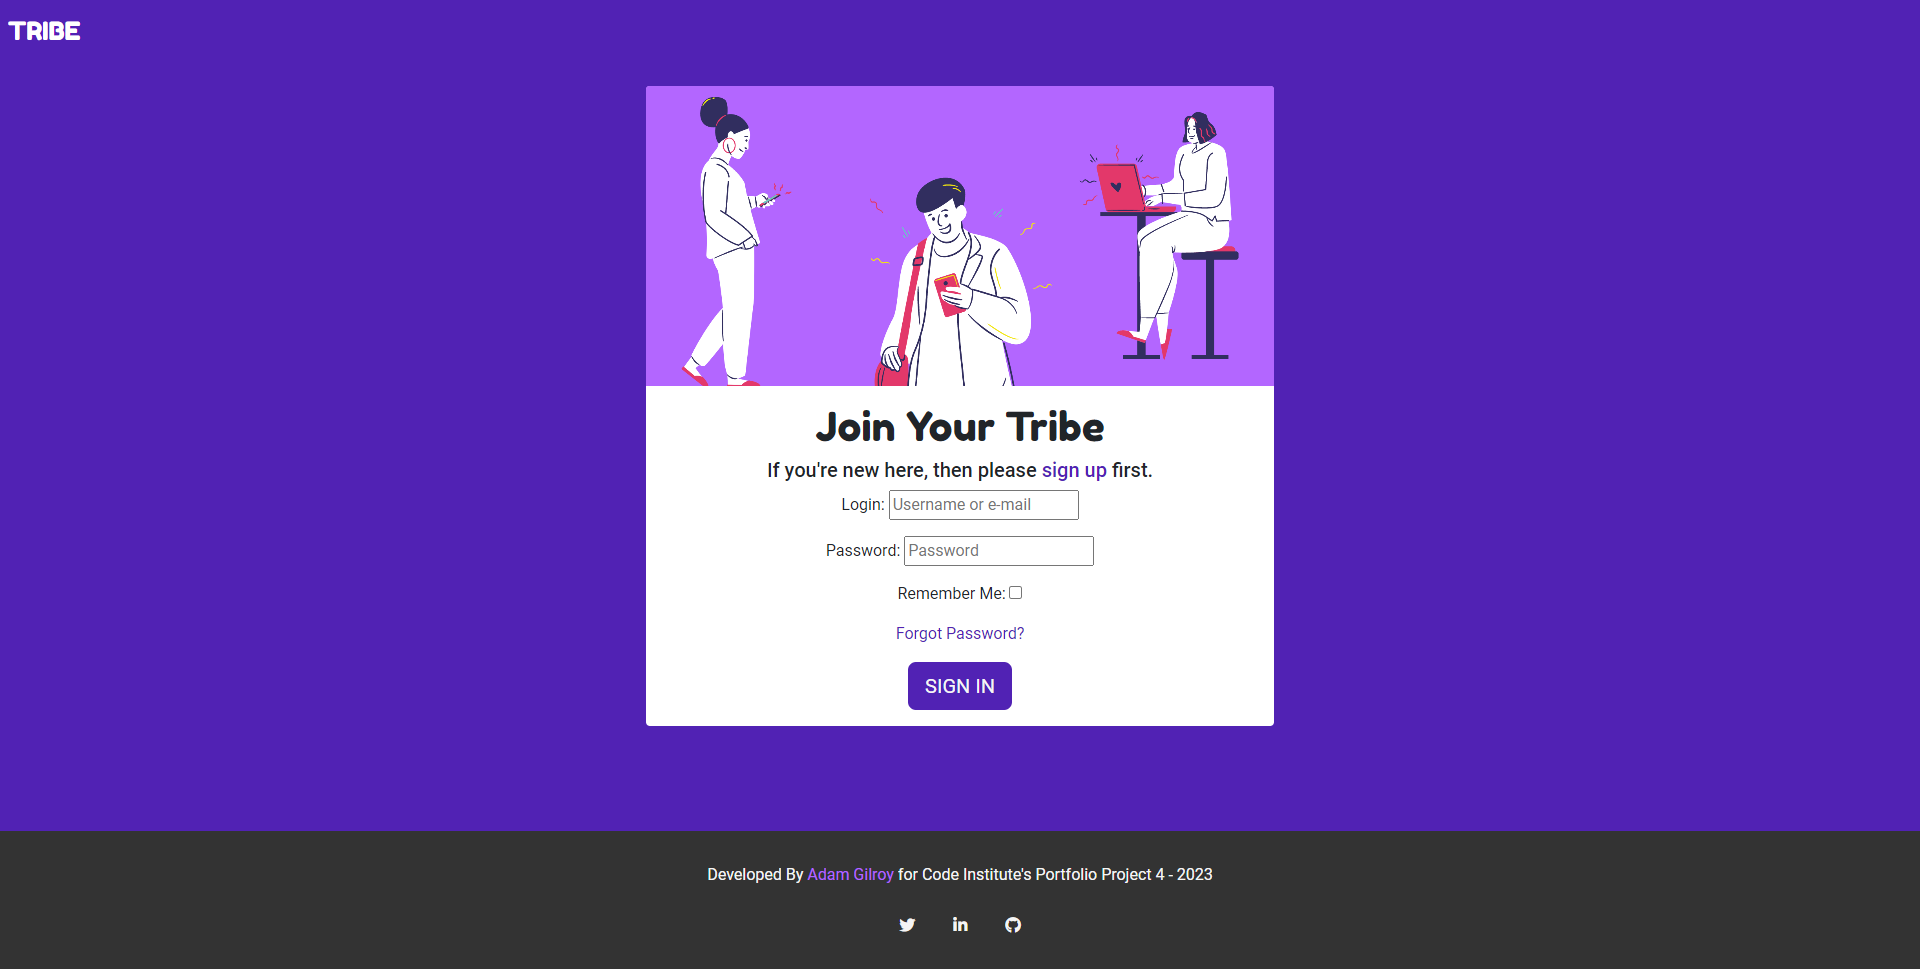 TRIBE
Join Your Tribe
If you're new here, then please sign up first.
Login: Username or e-mail
Password: Password
Remember Me:
Forgot Password?
SIGN IN
Developed By Adam Gilroy for Code Institute's Portfolio Project 4 - 2023